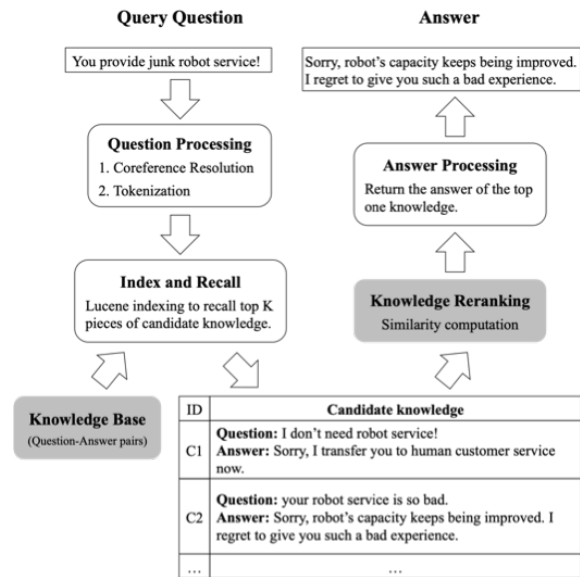 Query Question
You provide junk robot service!
Question Processing
1. Coreference Resolution
2. Tokenization
Index and Recall
Lucene indexing to recall top K
pieces of candidate knowledge.
Knowledge Base
(Question-Answer pairs)
ID
Candidate knowledge
C1
Question: I don't need robot service!
Answer: Sorry, I transfer you to human customer service
now.
C2
Question: your robot service is so bad.
Answer: Sorry, robot's capacity keeps being improved. I
regret to give you such a bad experience.
...
...
Knowledge Reranking
Similarity computation
Answer Processing
Return the answer of the top
one knowledge.
Answer
Sorry, robot's capacity keeps being improved.
I regret to give you such a bad experience.